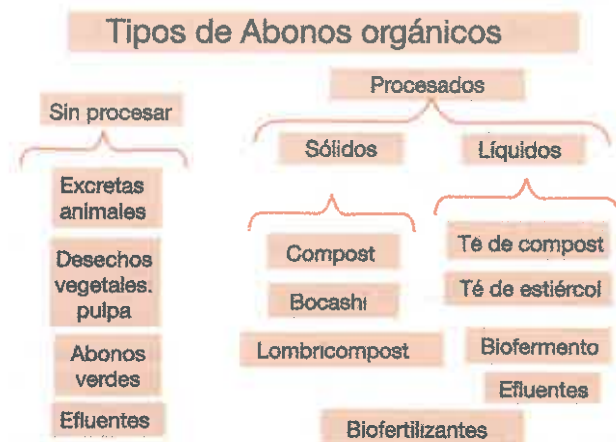 Tipos de Abonos orgánicos
Sin procesar
Excretas
animales
Desechos
vegetales.
pulpa
Abonos
verdes
Efluentes
Procesados
Sólidos
Compost
Bocashi
Lombricompost
Líquidos
Té de compost
Té de estiércol
Biofermento
Efluentes
Biofertilizantes